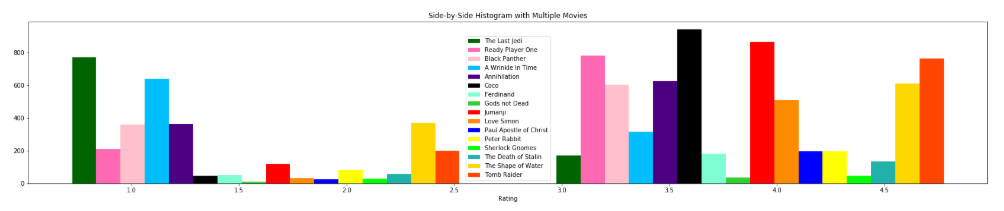 Side-by-Side Histogram with Multiple Movies
800
600
400
200
0
The Last Jedi
Ready Player One
Black Panther
A Wrinkle in Time
Annihilation
Coco
Ferdinand
Gods not Dead
Jumanji
Love Simon
Paul Apostle of Christ
Peter Rabbit
Sherlock Gnomes
The Death of Stalin
The Shape of Water
Tomb Raider
1.0 1.5 2.0 2.5 3.0 3.5 4.0 4.5
Rating